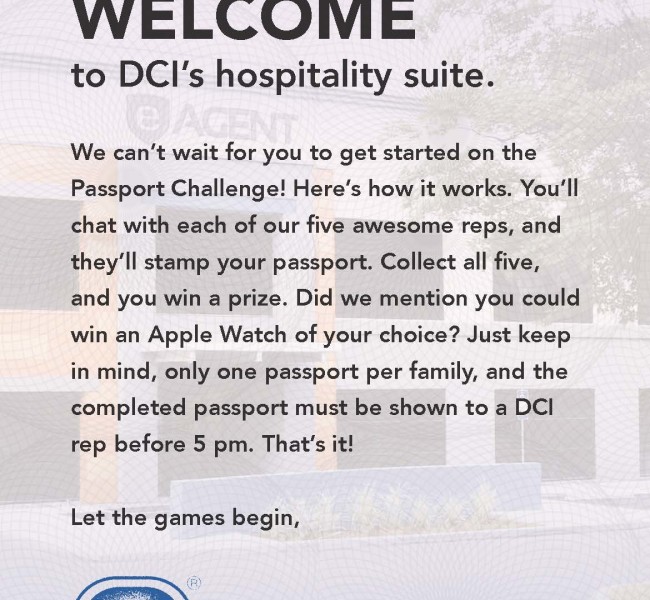 WELCOME
to DCI's hospitality suite.
e AGENT
We can't wait for you to get started on the
Passport Challenge! Here's how it works. You'll
chat with each of our five awesome reps, and
they'll stamp your passport. Collect all five,
and you win a prize. Did we mention you could
win an Apple Watch of your choice? Just keep
in mind, only one passport per family, and the
completed passport must be shown to a DCI
rep before 5 pm. That's it!
Let the games begin,
®